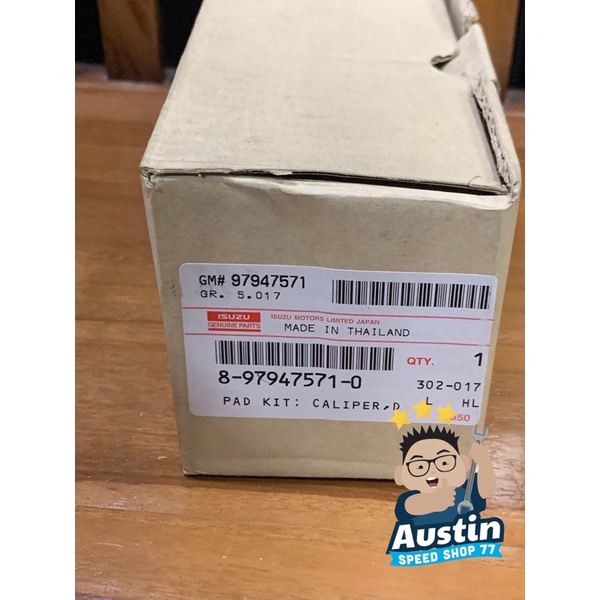 GM# 97947571
GR. 5.017
ISUZU
GENUINE PARTS
ISUZU MOTORS LIMITED JAPAN
MADE IN THAILAND
QTY. 1
8-97947571-0
302-017
PAD KIT: CALIPER,D
L HL
Austin
SPEED SHOP 77